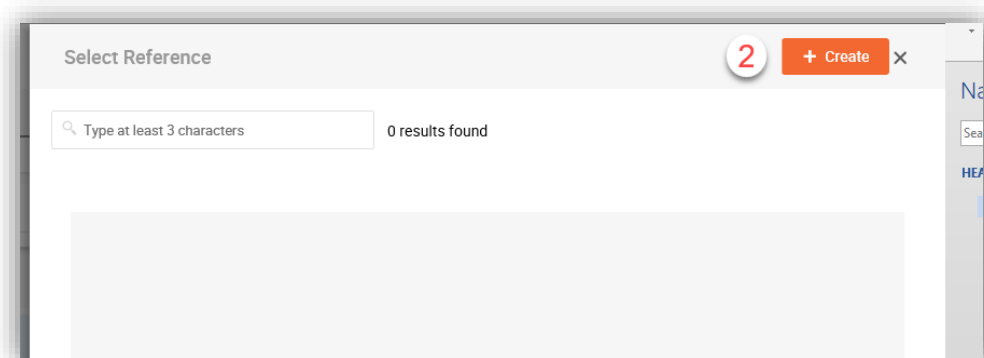 Select Reference
2
+ Create
×
Type at least 3 characters
0 results found
Na
Sea
HEA